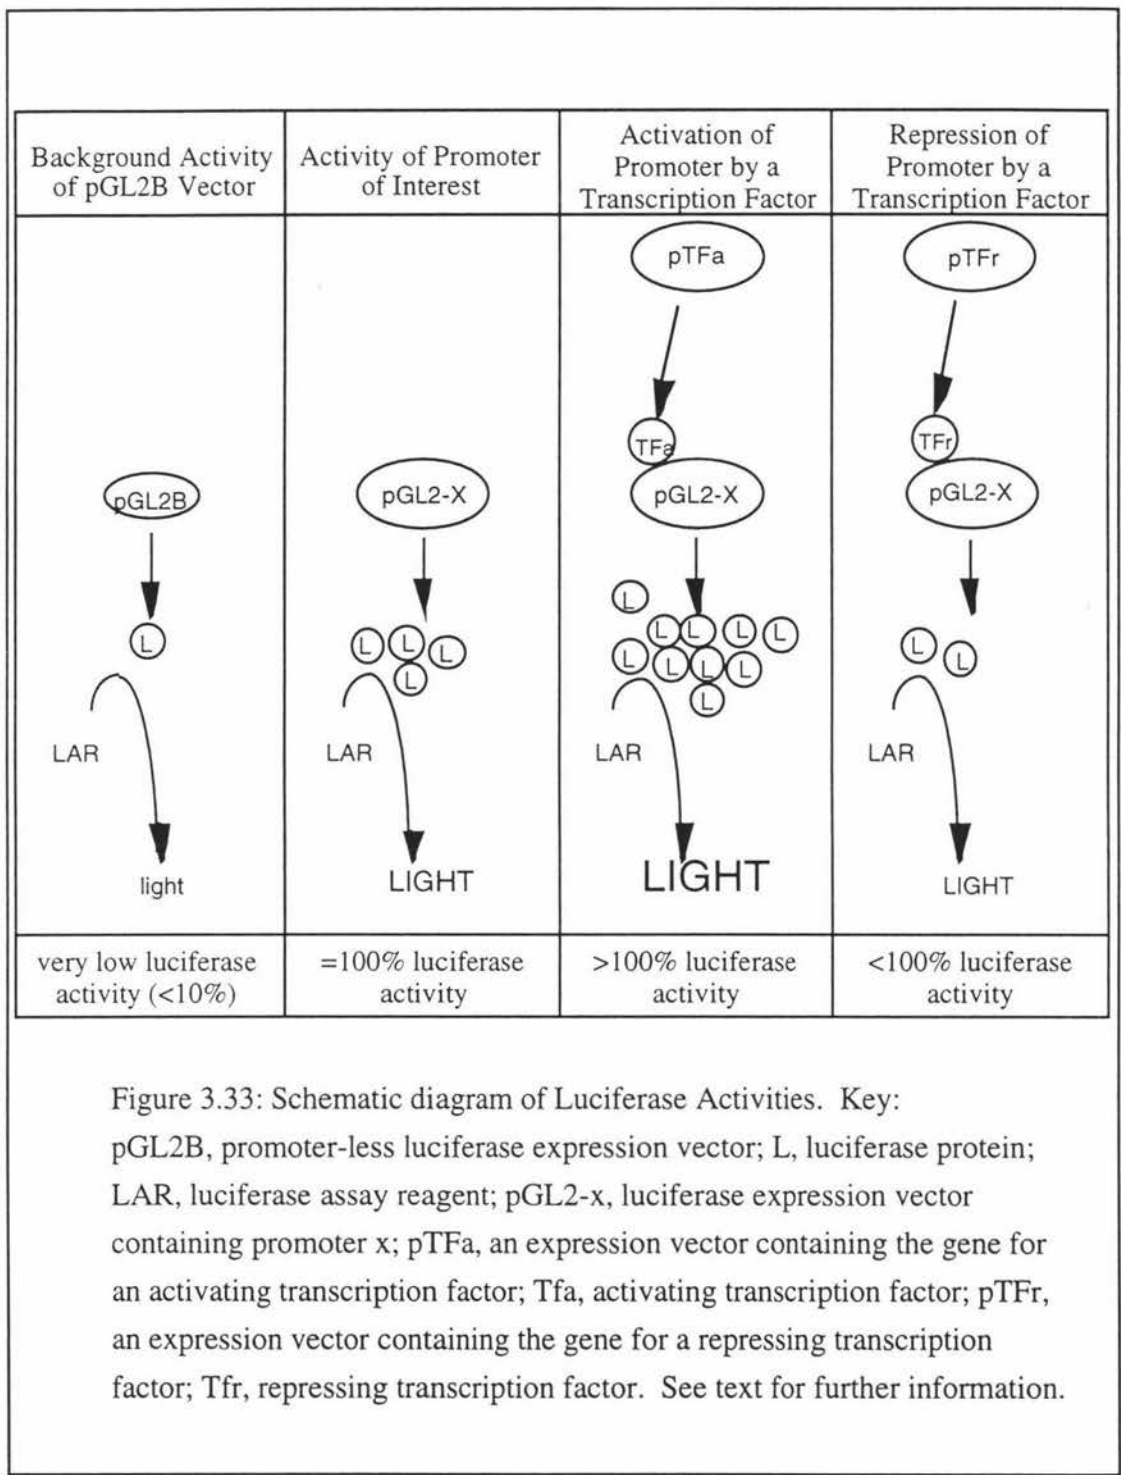 Background Activity
of pGL2B Vector
Activity of Promoter
of Interest
Activation of
Promoter by a
Transcription Factor
Repression of
Promoter by a
Transcription Factor
pGL2B
L
LAR
light
very low luciferase
activity (<10%)
pGL2-X
L
L
L
L
LAR
LIGHT
=100% luciferase
activity
pTFa
TFa
pGL2-X
L
L
L
L
L
L
L
L
L
L
LAR
LIGHT
>100% luciferase
activity
pTFr
TFr
pGL2-X
L
L
LAR
LIGHT
<100% luciferase
activity
Figure 3.33: Schematic diagram of Luciferase Activities. Key:
pGL2B, promoter-less luciferase expression vector; L, luciferase protein;
LAR, luciferase assay reagent; pGL2-x, luciferase expression vector
containing promoter x; pTFa, an expression vector containing the gene for
an activating transcription factor; Tfa, activating transcription factor; pTFr,
an expression vector containing the gene for a repressing transcription
factor; Tfr, repressing transcription factor. See text for further information.